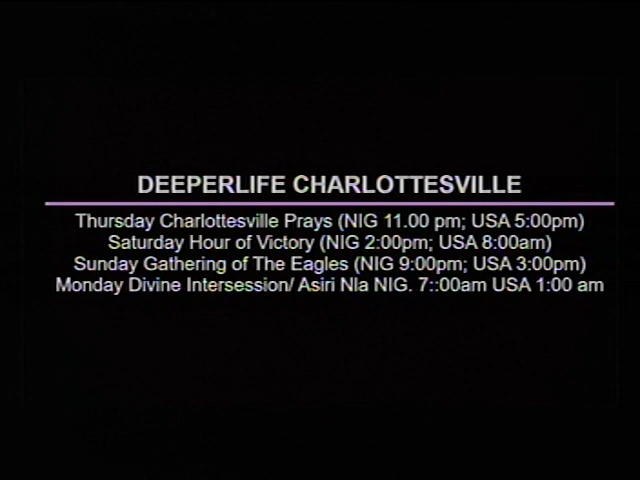 DEEPERLIFE CHARLOTTESVILLE
Thursday Charlottesville Prays (NIG 11.00 pm; USA 5:00pm)
Saturday Hour of Victory (NIG 2:00pm; USA 8:00am)
Sunday Gathering of The Eagles (NIG 9:00pm; USA 3:00pm)
Monday Divine Intersession/ Asiri Nla NIG. 7::00am USA 1:00 am